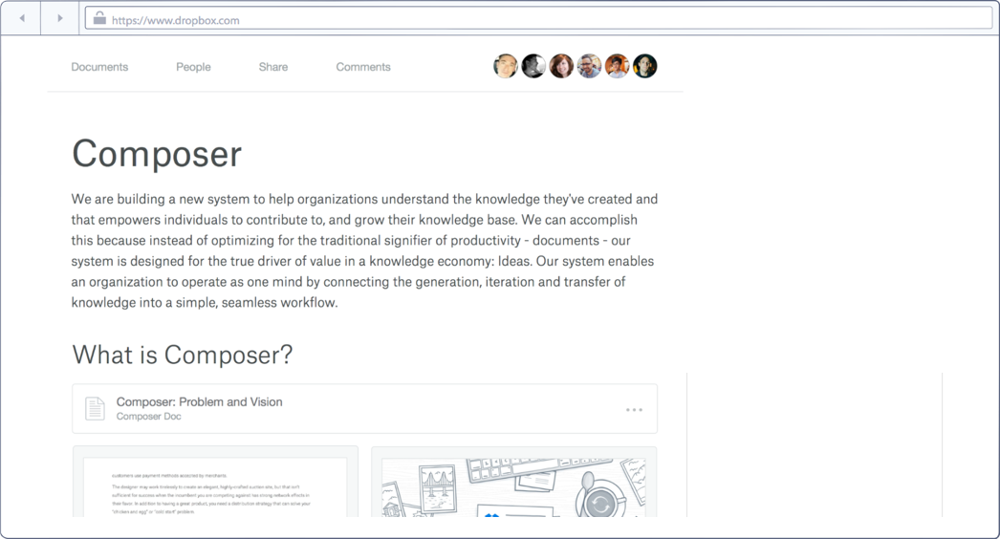 https://www.dropbox.com
Documents People Share Comments
Composer
We are building a new system to help organizations understand the knowledge they've created and
that empowers individuals to contribute to, and grow their knowledge base. We can accomplish
this because instead of optimizing for the traditional signifier of productivity - documents - our
system is designed for the true driver of value in a knowledge economy: Ideas. Our system enables
an organization to operate as one mind by connecting the generation, iteration and transfer of
knowledge into a simple, seamless workflow.
What is Composer?
Composer: Problem and Vision
Composer Doc
customers use payment methods accepted by merchants.
The designer may work tirelessly to create an elegant, highly-crafted auction site, but that isn't
sufficient for success when the incumbent you are competing against has strong network effects in
their favor. In addition to having a great product, you need a distribution strategy that can solve your
"chicken and egg" or "cold start" problem.